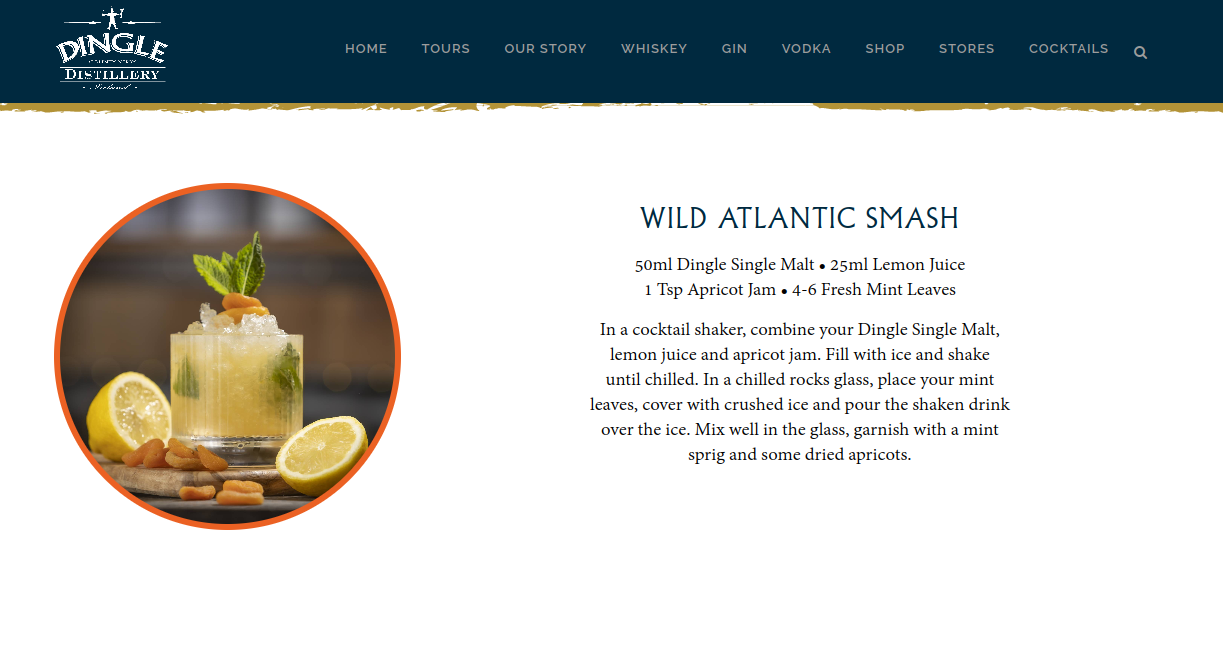 DINGLE
DISTILLERY
HOME TOURS OUR STORY WHISKEY GIN VODKA SHOP STORES COCKTAILS
WILD ATLANTIC SMASH
50ml Dingle Single Malt • 25ml Lemon Juice
1 Tsp Apricot Jam • 4-6 Fresh Mint Leaves
In a cocktail shaker, combine your Dingle Single Malt,
lemon juice and apricot jam. Fill with ice and shake
until chilled. In a chilled rocks glass, place your mint
leaves, cover with crushed ice and pour the shaken drink
over the ice. Mix well in the glass, garnish with a mint
sprig and some dried apricots.